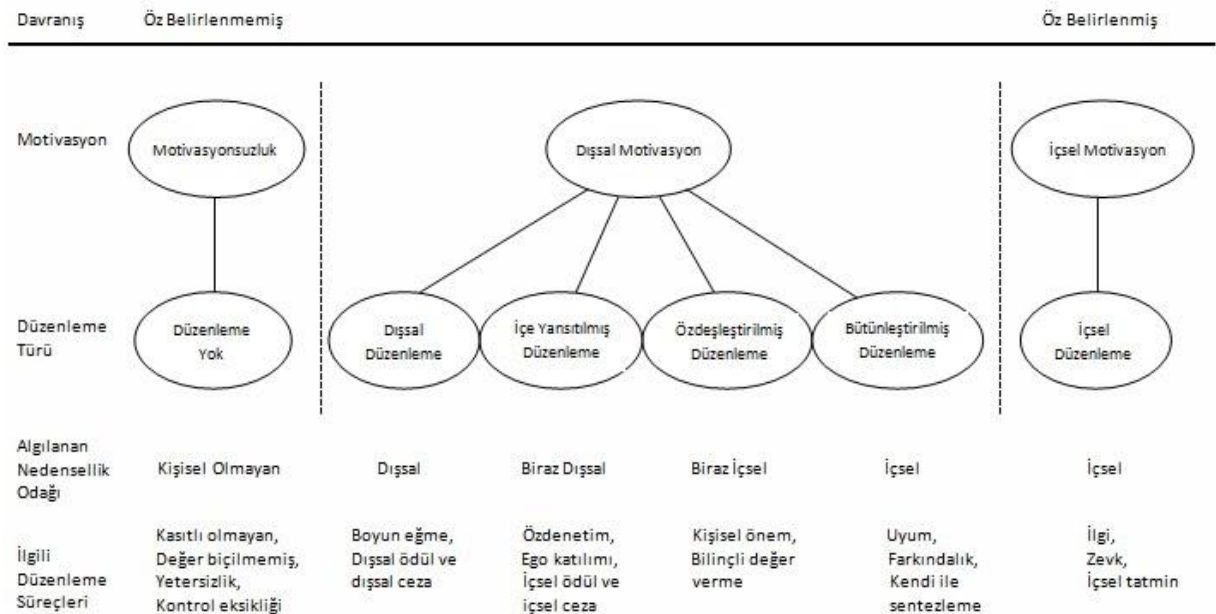 Davranış Öz Belirlenmemiş Öz Belirlenmiş
Motivasyon Motivasyonsuzluk Dışsal Motivasyon İçsel Motivasyon
Düzenleme
Türü
Düzenleme
Yok
Dışsal
Düzenleme
İçe Yansıtılmış
Düzenleme
Özdeşleştirilmiş
Düzenleme
Bütünleştirilmiş
Düzenleme
İçsel
Düzenleme
Algılanan
Nedensellik
Odağı
Kişisel Olmayan
Dışsal
Biraz Dışsal
Biraz İçsel
İçsel
İçsel
İlgili
Düzenleme
Süreçleri
Kasıtlı olmayan,
Değer biçilmemiş,
Yetersizlik,
Kontrol eksikliği
Boyun eğme,
Dışsal ödül ve
dışsal ceza
Özdenetim,
Ego katılımı,
İçsel ödül ve
içsel ceza
Kişisel önem,
Bilinçli değer
verme
Uyum,
Farkındalık,
Kendi ile
sentezleme
İlgi,
Zevk,
İçsel tatmin